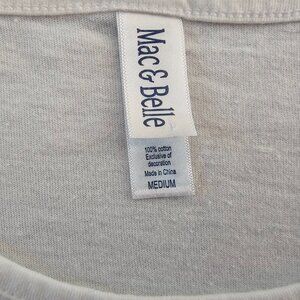 Mac & Belle
100% cotton
Exclusive of
decoration
Made in China
MEDIUM